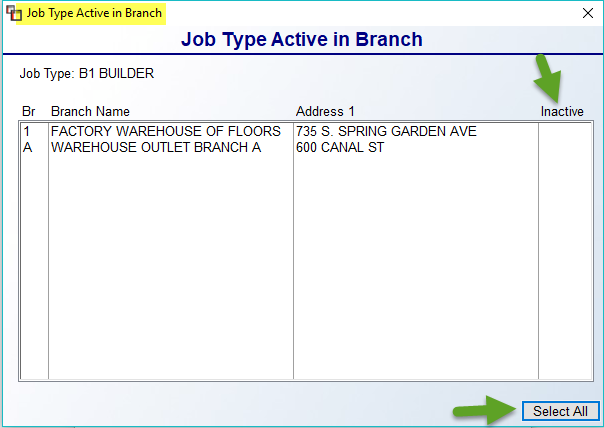 Job Type Active in Branch
Job Type Active in Branch
Job Type: B1 BUILDER
Br Branch Name Address 1 Inactive
1 FACTORY WAREHOUSE OF FLOORS 735 S. SPRING GARDEN AVE
A WAREHOUSE OUTLET BRANCH A 600 CANAL ST
Select All